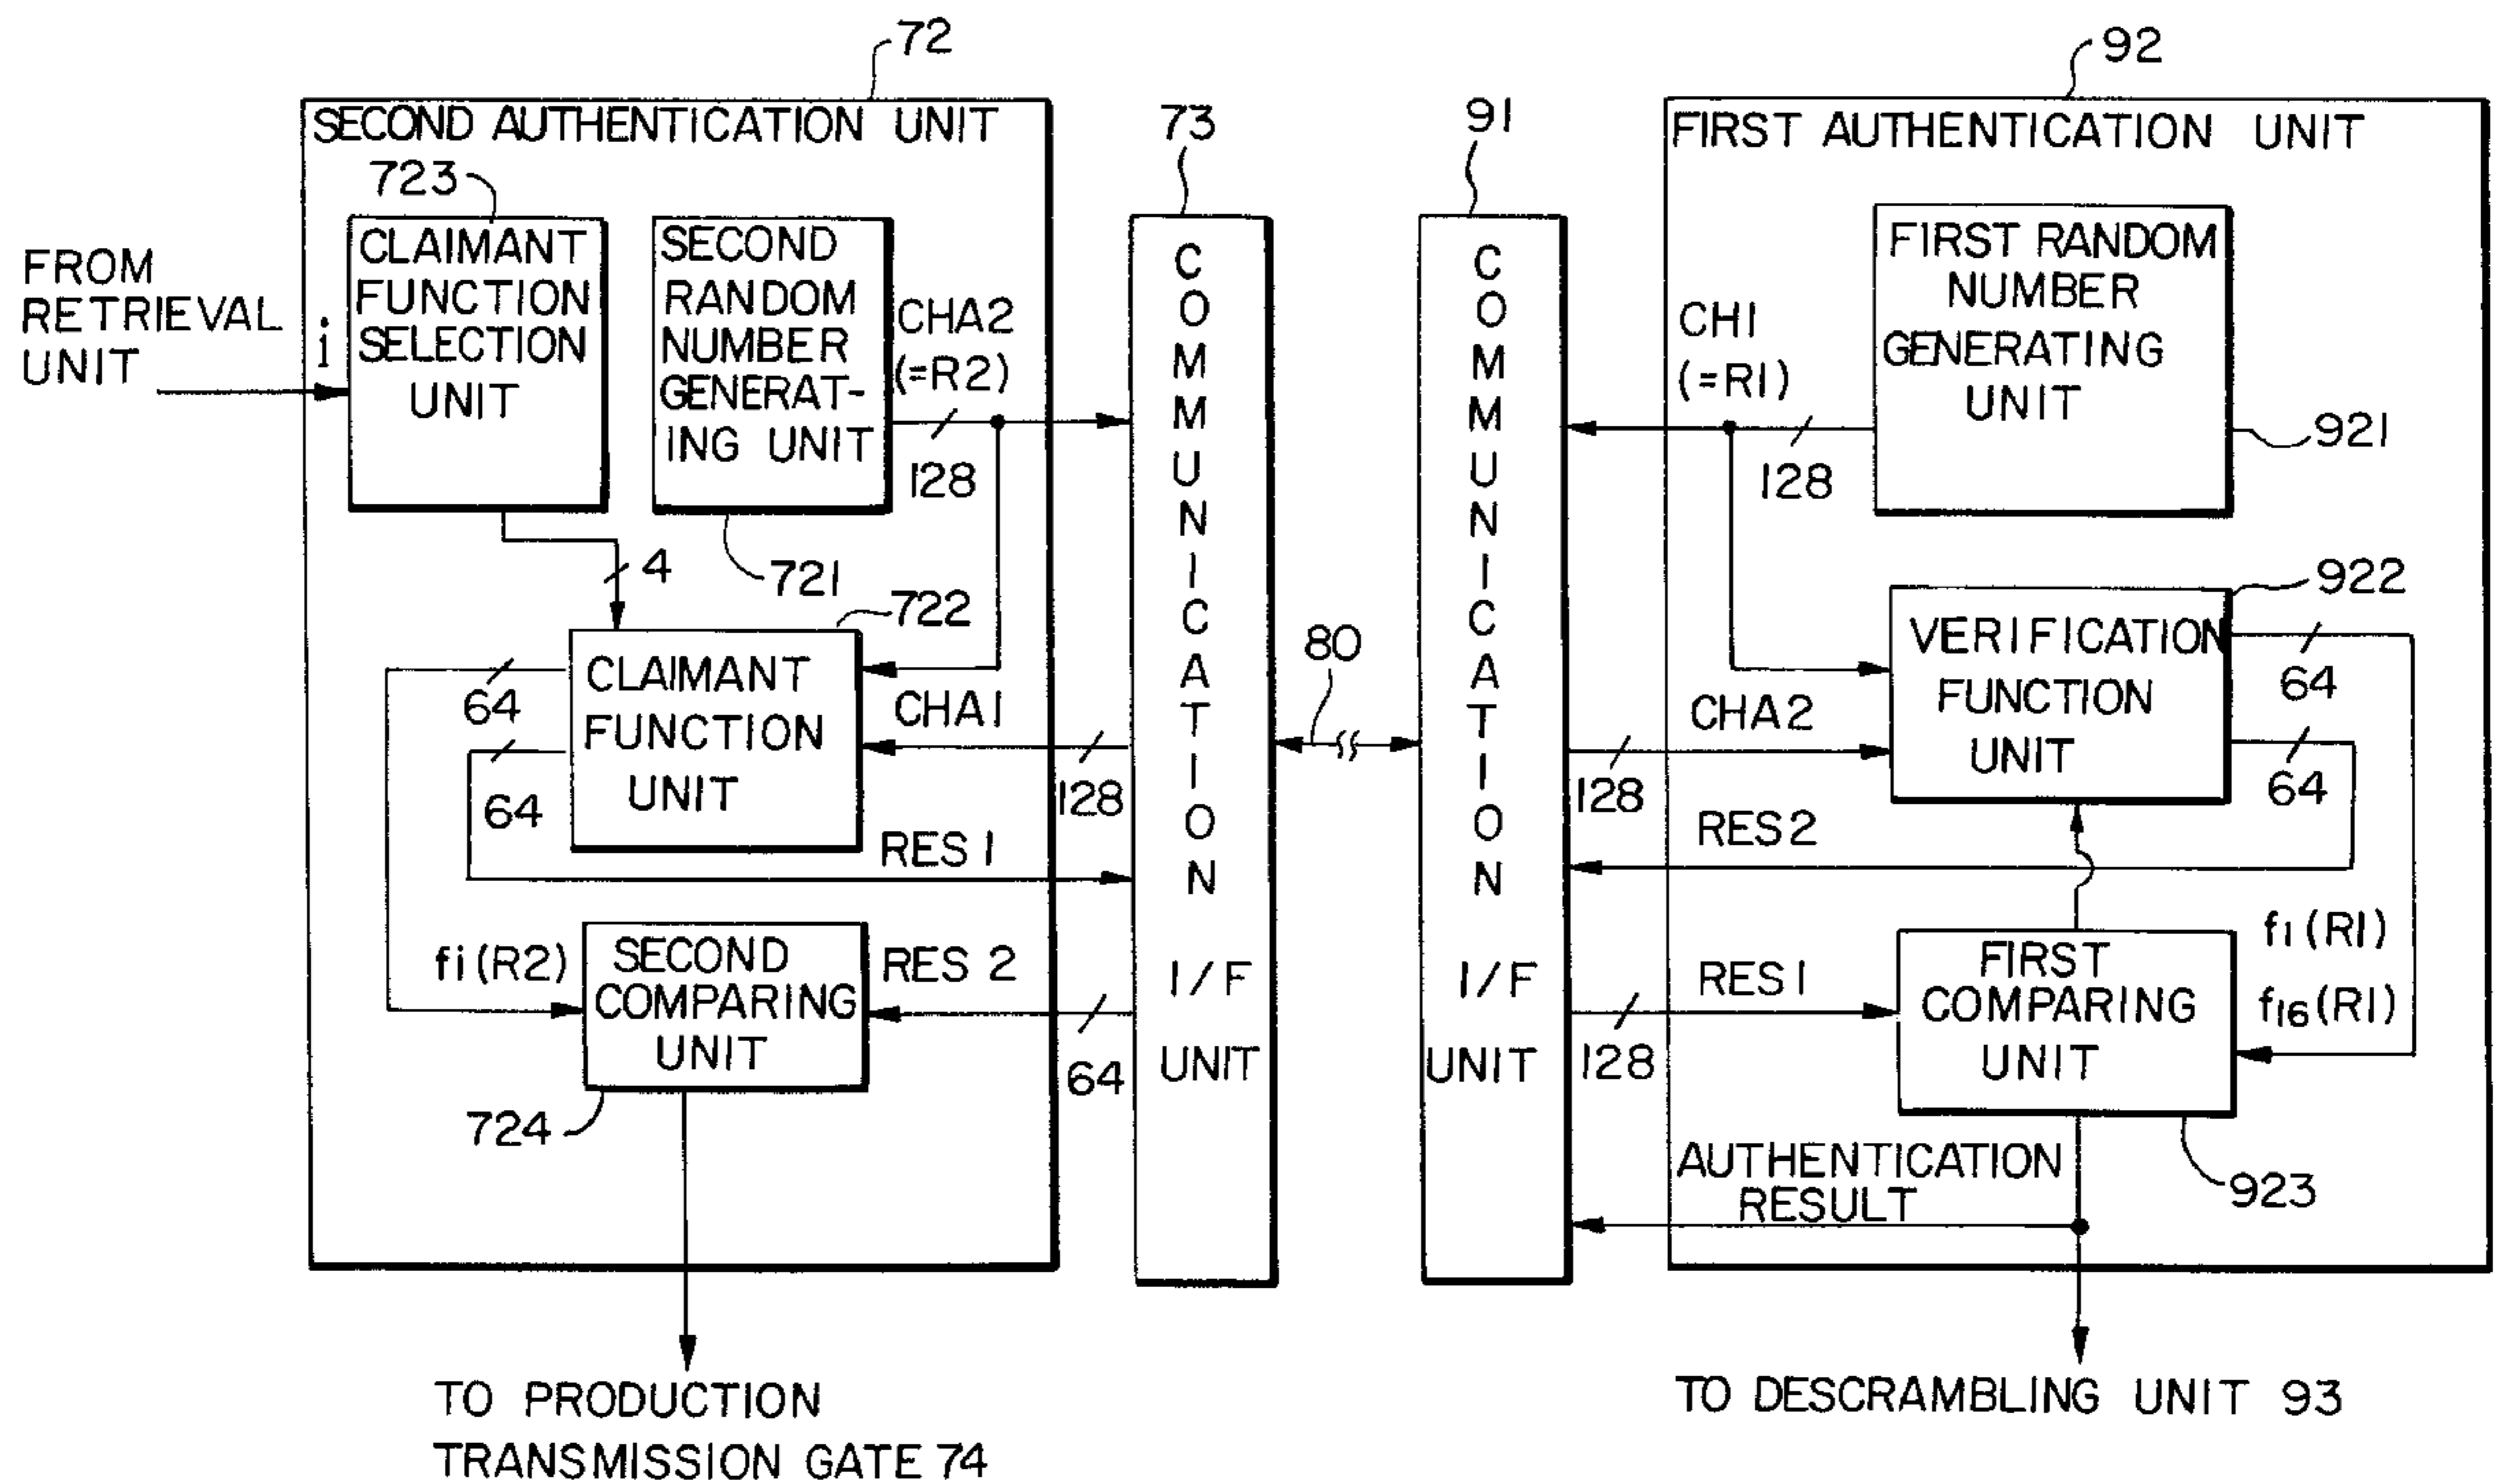 72
SECOND AUTHENTICATION UNIT
723
FROM
RETRIEVAL
UNIT
i
CLAIMANT
FUNCTION
SELECTION
UNIT
SECOND
RANDOM
NUMBER
GENERAT-
ING UNIT
CHA2
(=R2)
128
721
4
722
CLAIMANT
FUNCTION
UNIT
64
64
CHA1
128
RES 1
fi (R2)
SECOND
COMPARING
UNIT
RES 2
64
724
TO PRODUCTION
TRANSMISSION GATE 74
73
COMMUNICATION
I/F
UNIT
80
91
COMMUNICATION
I/F
UNIT
92
FIRST AUTHENTICATION UNIT
FIRST RANDOM
NUMBER
GENERATING
UNIT
921
CH1
(=R1)
128
922
VERIFICATION
FUNCTION
UNIT
64
64
CHA2
128
RES2
f1 (R1)
f16 (R1)
RES1
128
FIRST
COMPARING
UNIT
923
AUTHENTICATION
RESULT
TO DESCRAMBLING UNIT 93